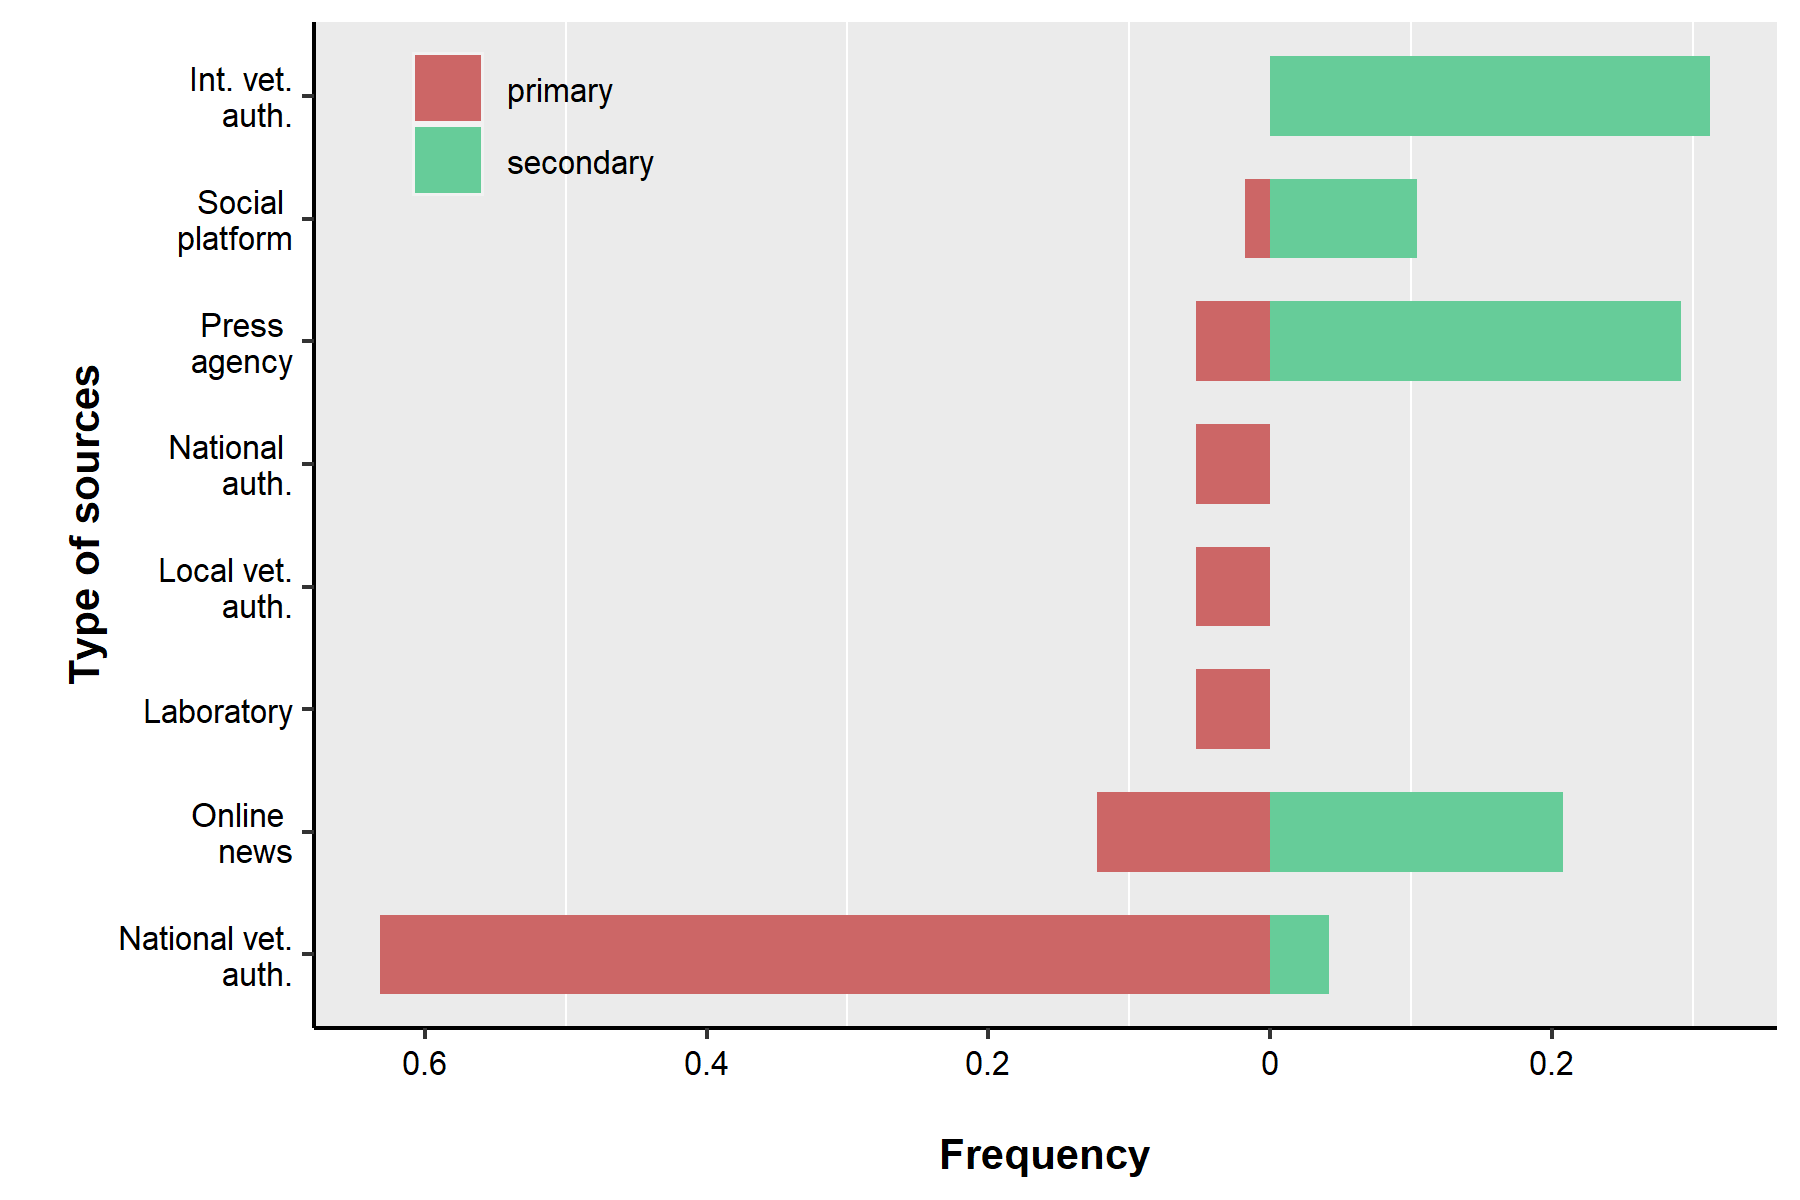 primary
secondary
Int. vet.
auth.
Social
platform
Press
agency
National
auth.
Local vet.
auth.
Laboratory
Online
news
National vet.
auth.
Type of sources
0.6 0.4 0.2 0 0.2
Frequency